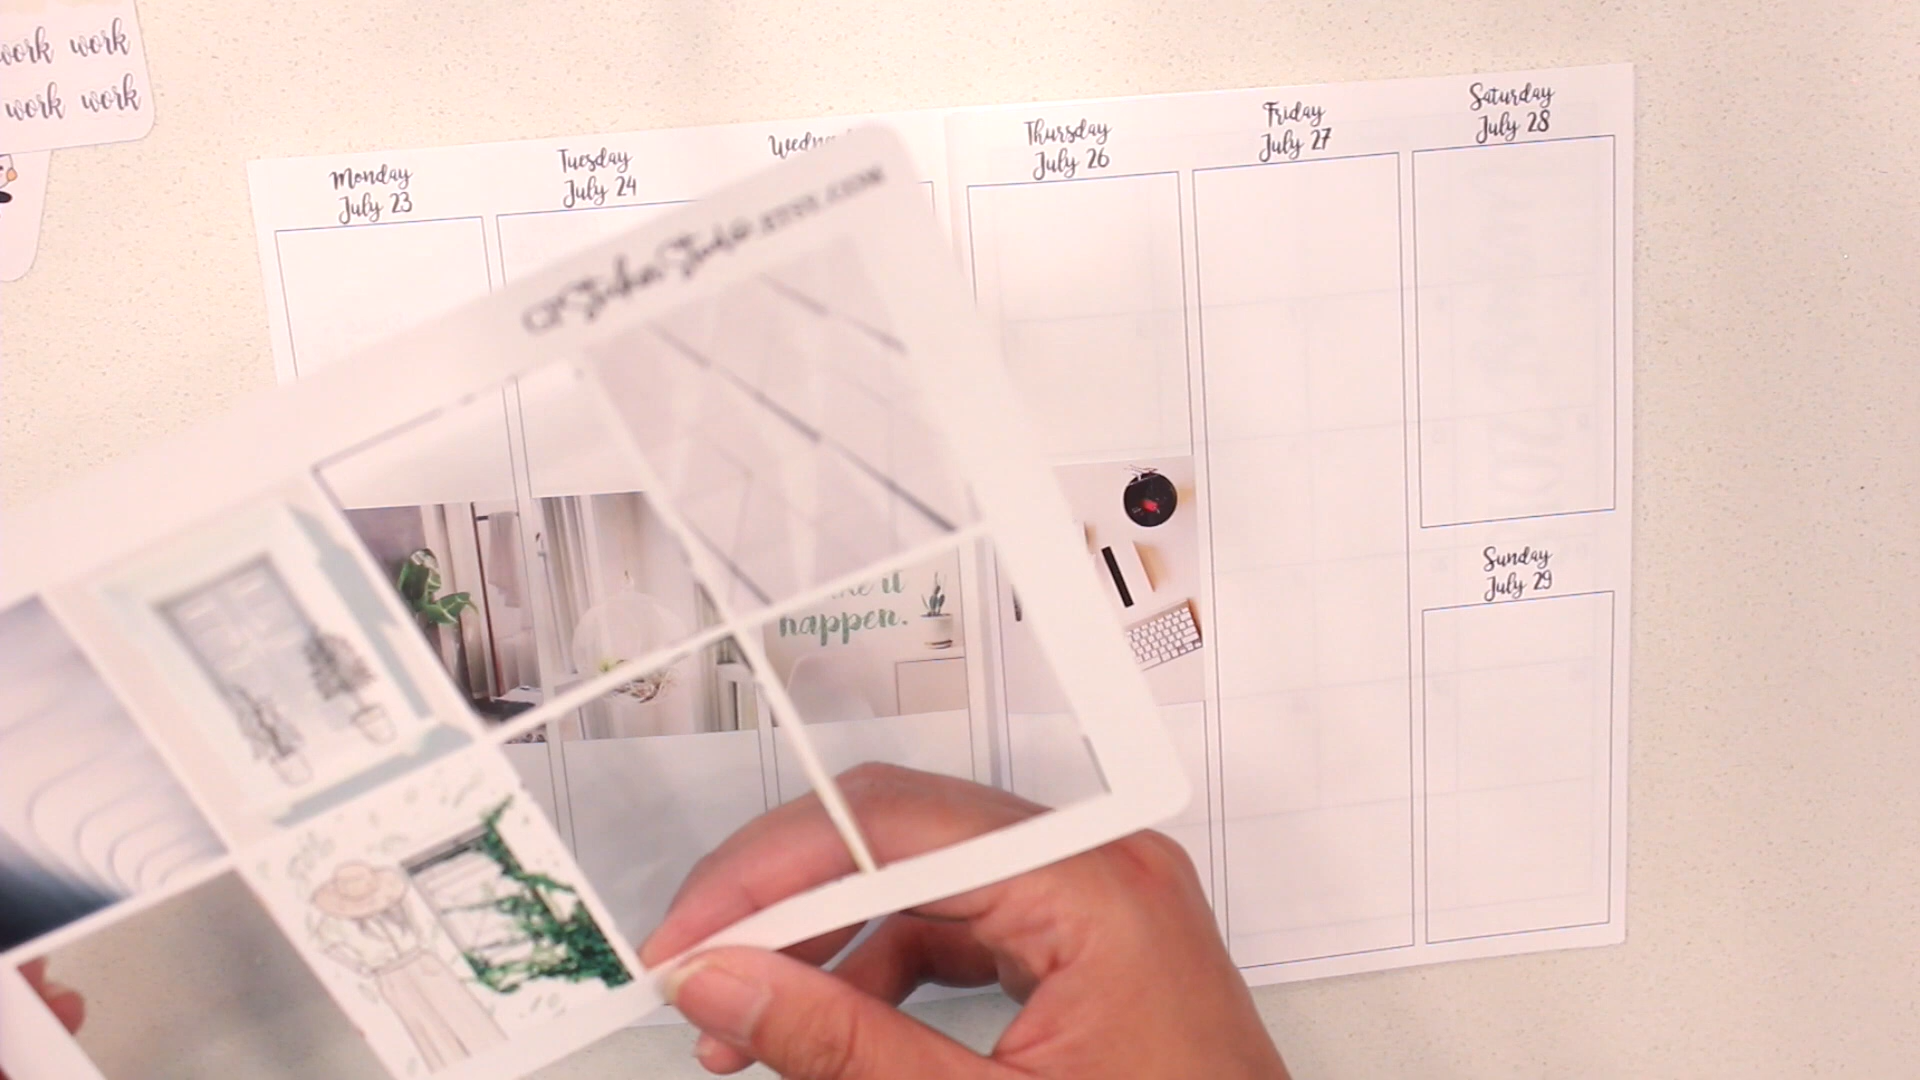 work work
work work
Monday
July 23
Tuesday
July 24
Thursday
July 26
Friday
July 27
Saturday
July 28
Sunday
July 29
happen.